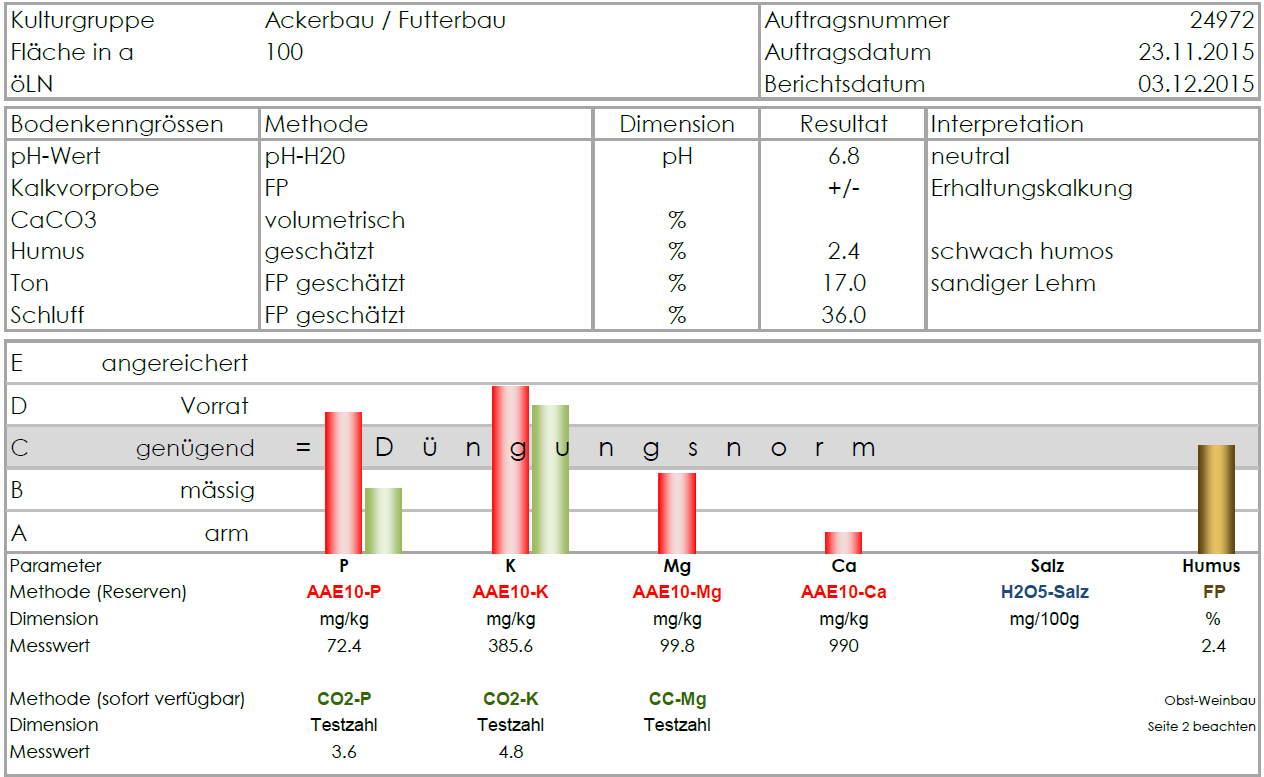 Kulturgruppe Ackerbau / Futterbau Auftragsnummer 24972
Fläche in a 100 Auftragsdatum 23.11.2015
öLN Berichtsdatum 03.12.2015
Bodenkenngrössen Methode Dimension Resultat Interpretation
pH-Wert pH-H20 pH 6.8 neutral
Kalkvorprobe FP +/- Erhaltungskalkung
CaCO3 volumetrisch %
Humus geschätzt % 2.4 schwach humos
Ton FP geschätzt % 17.0 sandiger Lehm
Schluff FP geschätzt % 36.0
E angereichert
D Vorrat
C genügend = D ü n g u n g s n o r m
B mässig
A arm
Parameter P K Mg Ca Salz Humus
Methode (Reserven) AAE10-P AAE10-K AAE10-Mg AAE10-Ca H2O5-Salz FP
Dimension mg/kg mg/kg mg/kg mg/kg mg/100g %
Messwert 72.4 385.6 99.8 990 2.4
Methode (sofort verfügbar) CO2-P CO2-K CC-Mg Obst-Weinbau
Dimension Testzahl Testzahl Testzahl Seite 2 beachten
Messwert 3.6 4.8